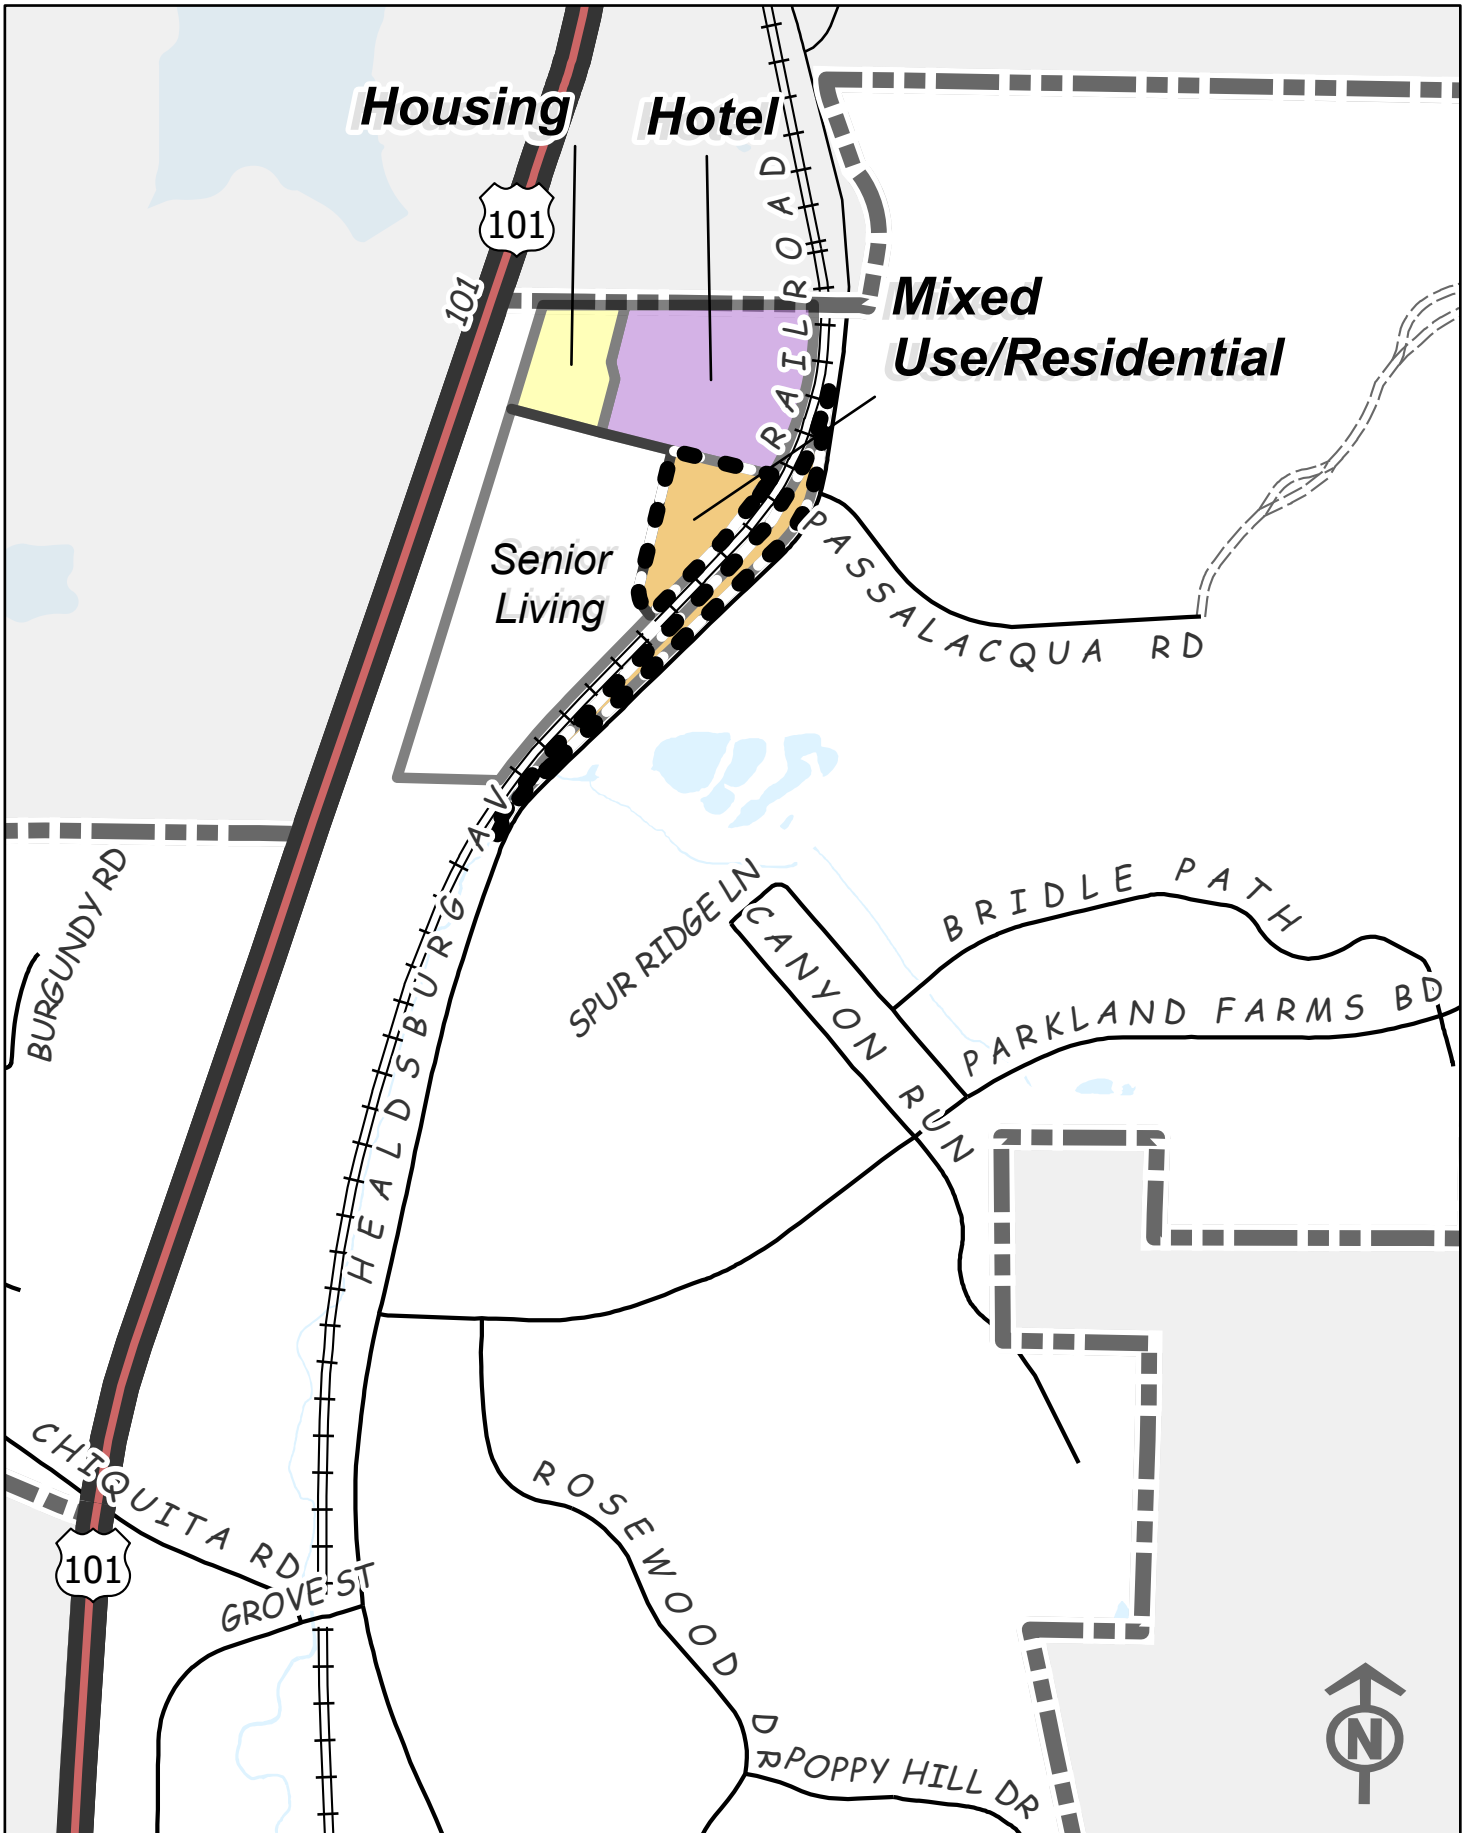 Housing
Hotel
101
101
RAILROAD
Mixed
Use/Residential
Senior
Living
PASSALACQUA RD
HEALDSBURG AV
BURGUNDY RD
SPUR RIDGE LN
CANYON RUN
BRIDLE PATH
PARKLAND FARMS BD
CHIQUITA RD
101
GROVE ST
ROSEWOOD DR
POPPY HILL DR
N